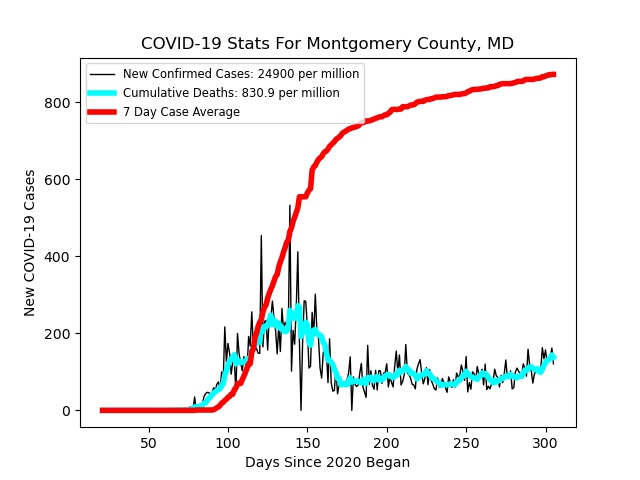 COVID-19 Stats For Montgomery County, MD
New Confirmed Cases: 24900 per million
Cumulative Deaths: 830.9 per million
7 Day Case Average
New COVID-19 Cases
800
600
400
200
0
50 100 150 200 250 300
Days Since 2020 Began